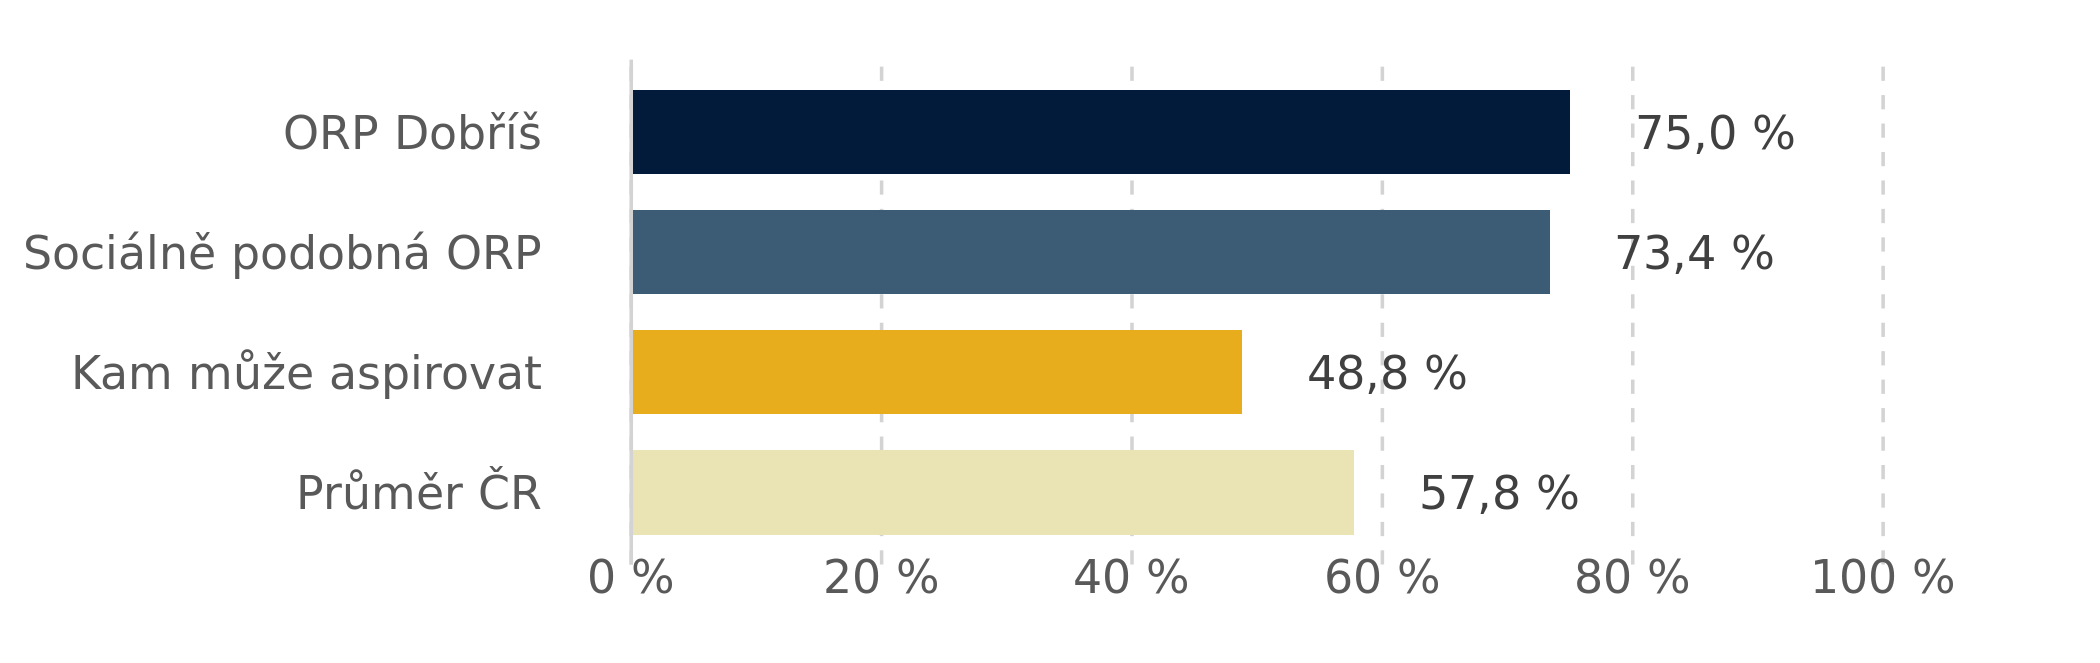 ORP Dobříš
75,0 %
Sociálně podobná ORP
73,4 %
Kam může aspirovat
48,8 %
Průměr ČR
57,8 %
0 %
20 %
40 %
60 %
80 %
100 %